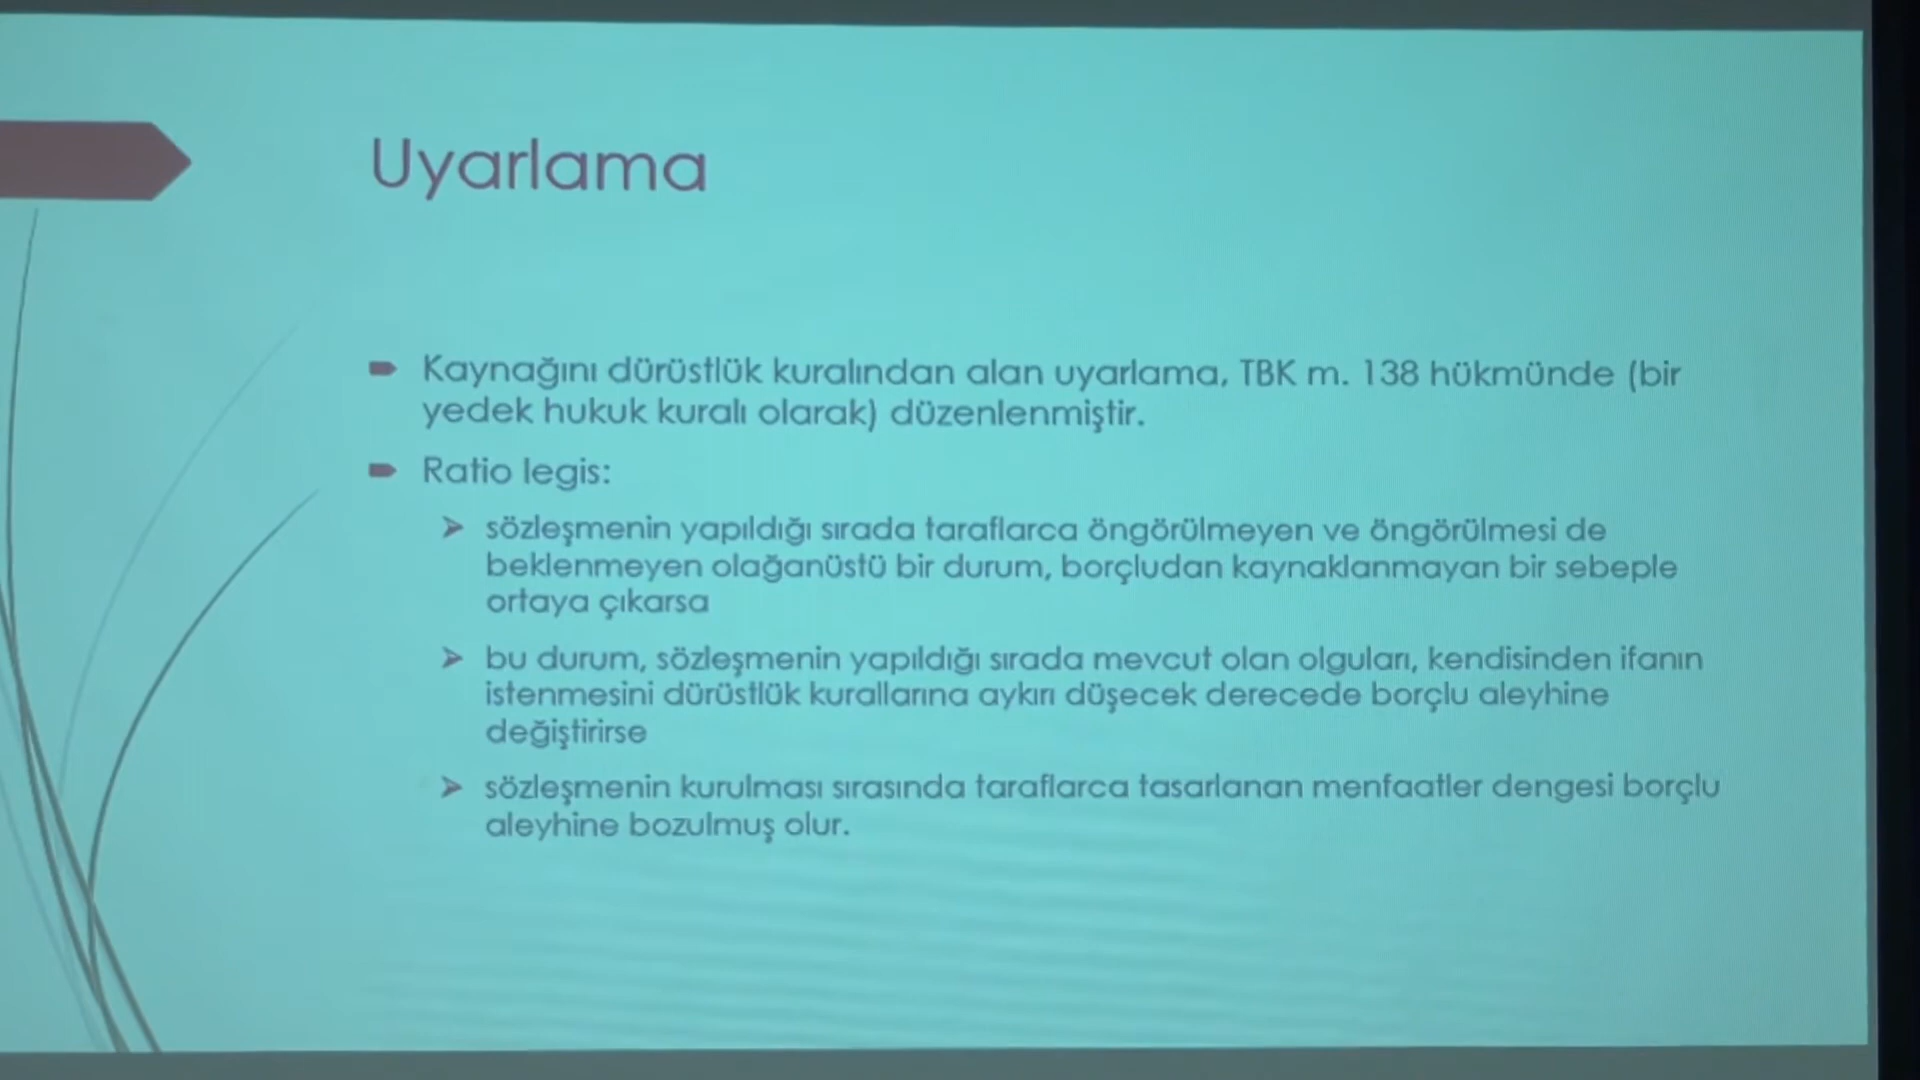 Uyarlama
Kaynağını dürüstlük kuralından alan uyarlama, TBK m. 138 hükmünde (bir
yedek hukuk kuralı olarak) düzenlenmiştir.
Ratio legis:
sözleşmenin yapıldığı sırada taraflarca öngörülmeyen ve öngörülmesi de
beklenmeyen olağanüstü bir durum, borçludan kaynaklanmayan bir sebeple
ortaya çıkarsa
bu durum, sözleşmenin yapıldığı sırada mevcut olan olguları, kendisinden ifanın
istenmesini dürüstlük kurallarına aykırı düşecek derecede borçlu aleyhine
değiştirirse
sözleşmenin kurulması sırasında taraflarca tasarlanan menfaatler dengesi borçlu
aleyhine bozulmuş olur.